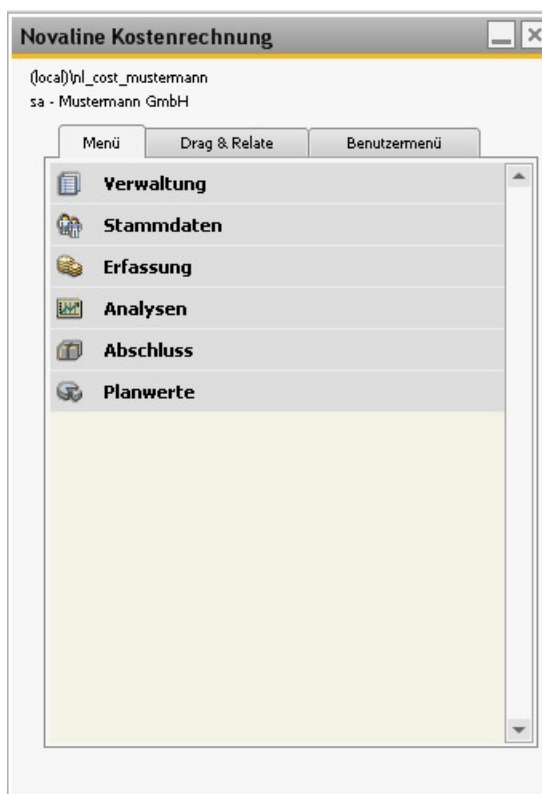 Novaline Kostenrechnung
(local)\nl_cost_mustermann
sa - Mustermann GmbH
Menü Drag & Relate Benutzermenü
Verwaltung
Stammdaten
Erfassung
Analysen
Abschluss
Planwerte